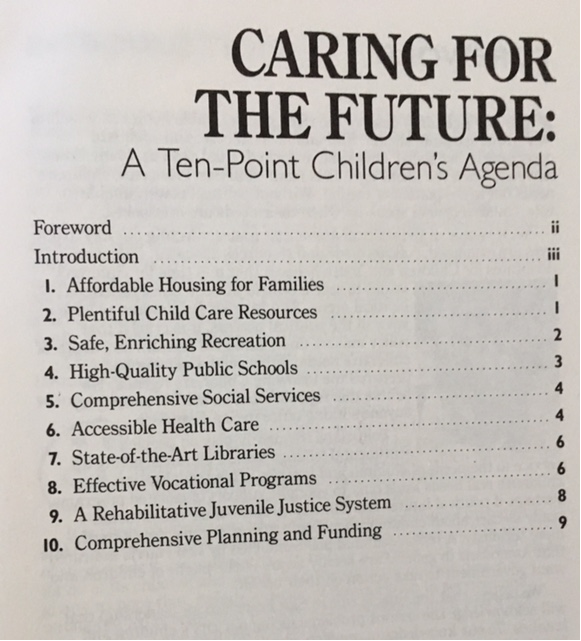 CARING FOR
THE FUTURE:
A Ten-Point Children's Agenda
Foreword ii
Introduction iii
1. Affordable Housing for Families 1
2. Plentiful Child Care Resources 1
3. Safe, Enriching Recreation 2
4. High-Quality Public Schools 3
5. Comprehensive Social Services 4
6. Accessible Health Care 4
7. State-of-the-Art Libraries 6
8. Effective Vocational Programs 6
9. A Rehabilitative Juvenile Justice System 8
10. Comprehensive Planning and Funding 9